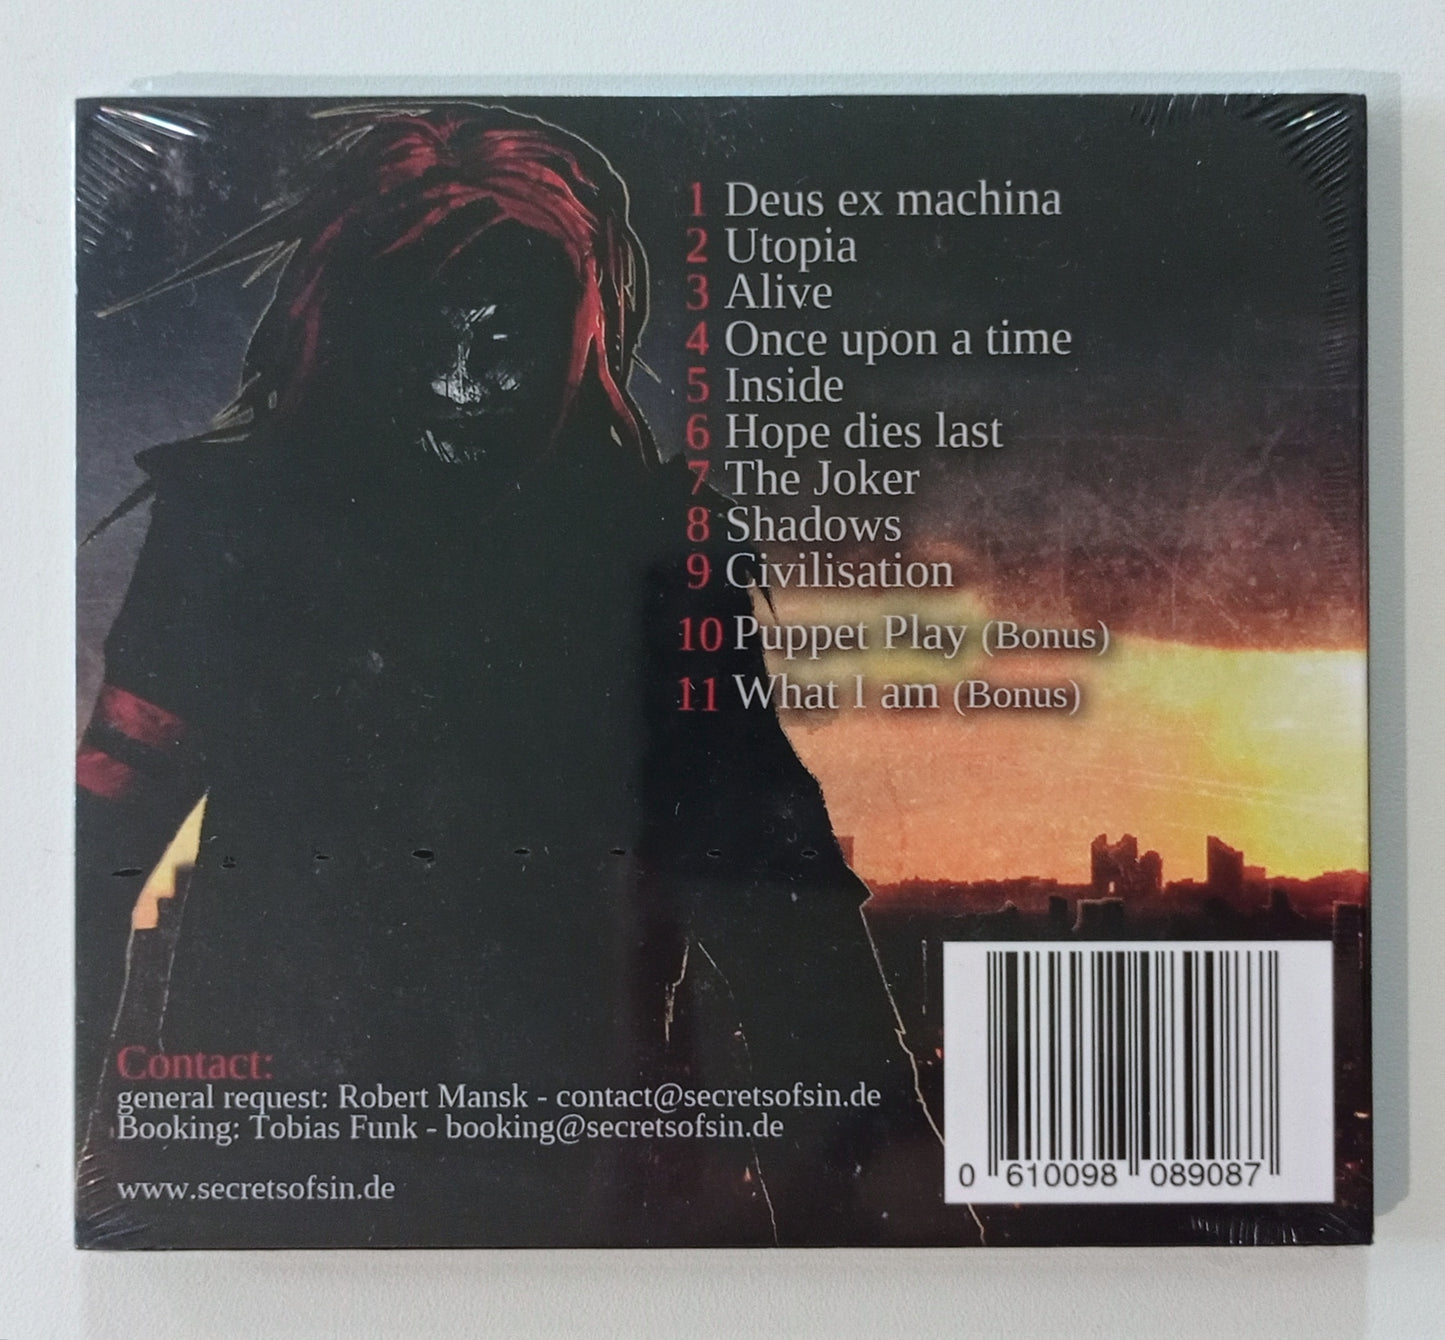 1 Deus ex machina
2 Utopia
3 Alive
4 Once upon a time
5 Inside
6 Hope dies last
7 The Joker
8 Shadows
9 Civilisation
10 Puppet Play (Bonus)
11 What I am (Bonus)
Contact:
general request: Robert Mansk - contact@secretsofsin.de
Booking: Tobias Funk - booking@secretsofsin.de
www.secretsofsin.de
0 610098 089087